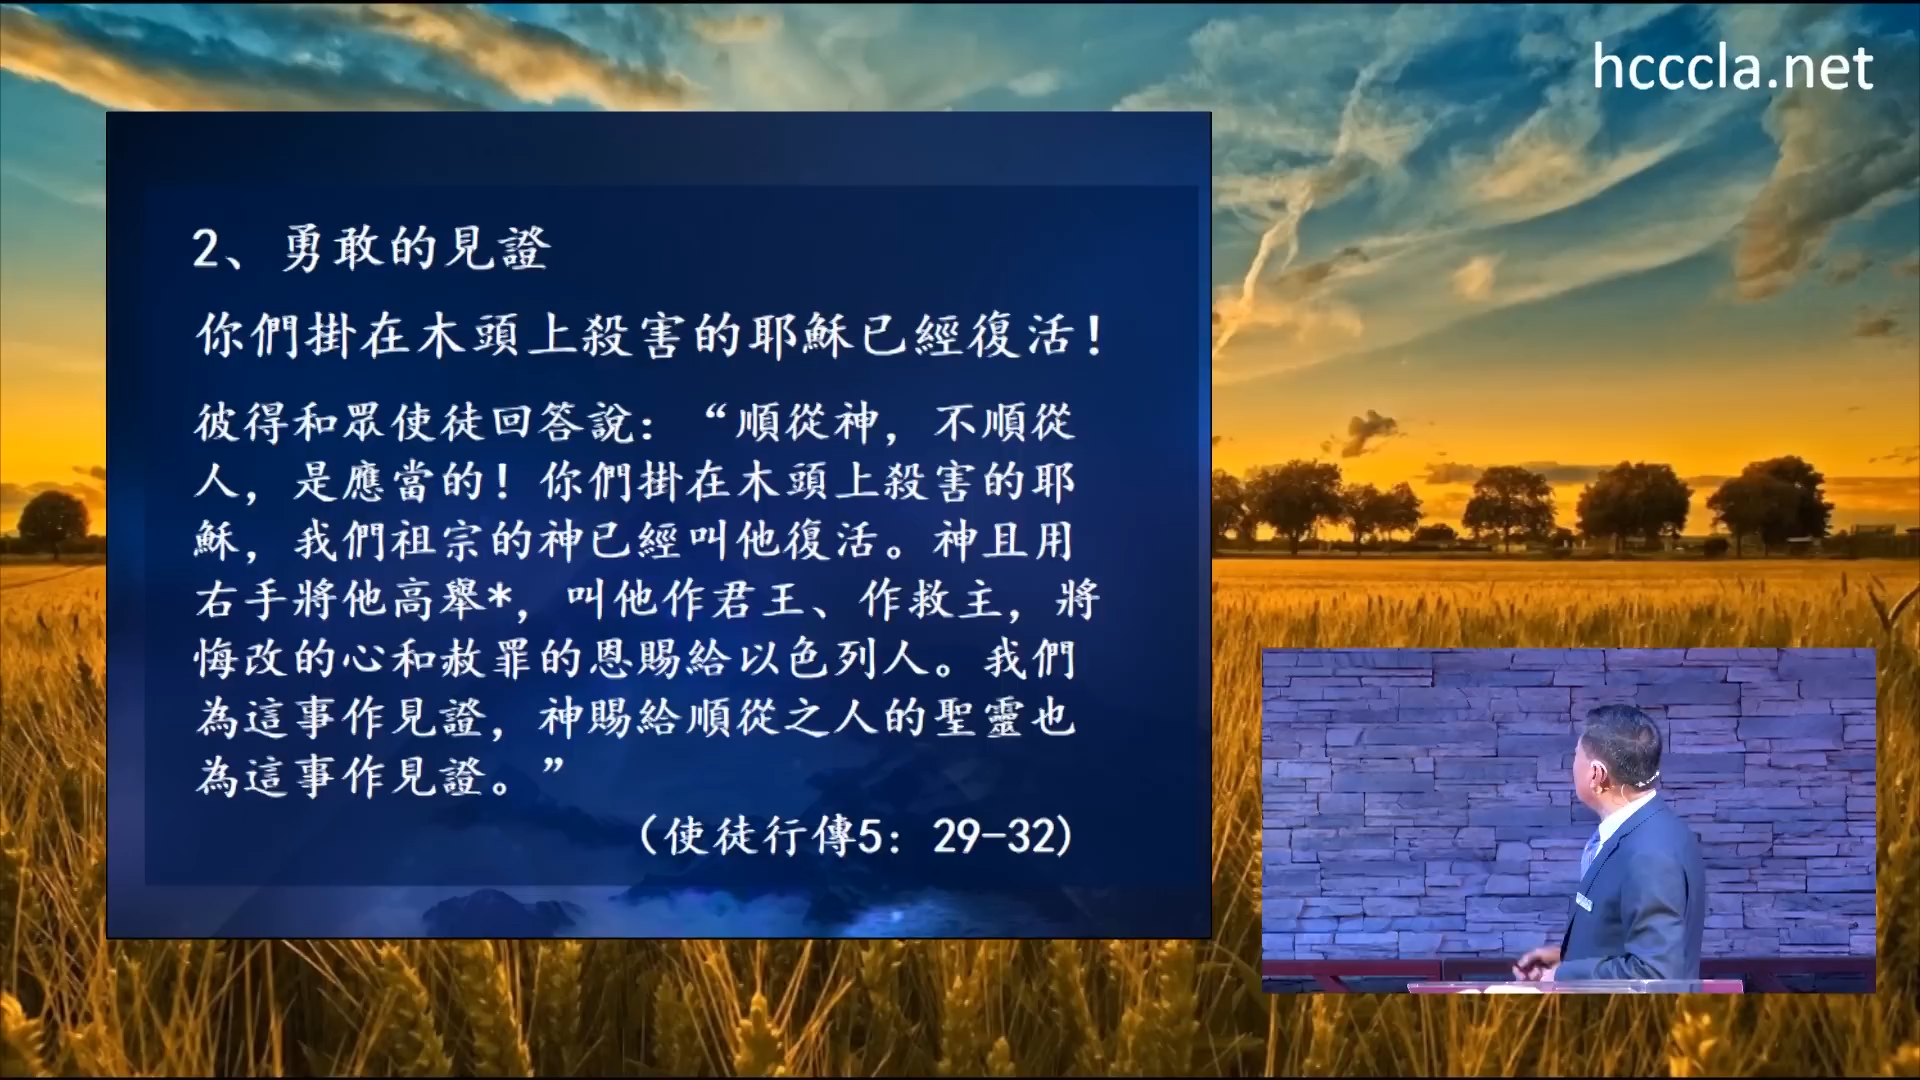 hcccla.net
2、勇敢的見證
你們掛在木頭上殺害的耶穌已經復活！
彼得和眾使徒回答說：“順從神，不順從
人，是應當的！你們掛在木頭上殺害的耶
穌，我們祖宗的神已經叫他復活。神且用
右手將他高舉*，叫他作君王、作救主，將
悔改的心和赦罪的恩賜給以色列人。我們
為這事作見證，神賜給順從之人的聖靈也
為這事作見證。”
（使徒行傳5：29-32）